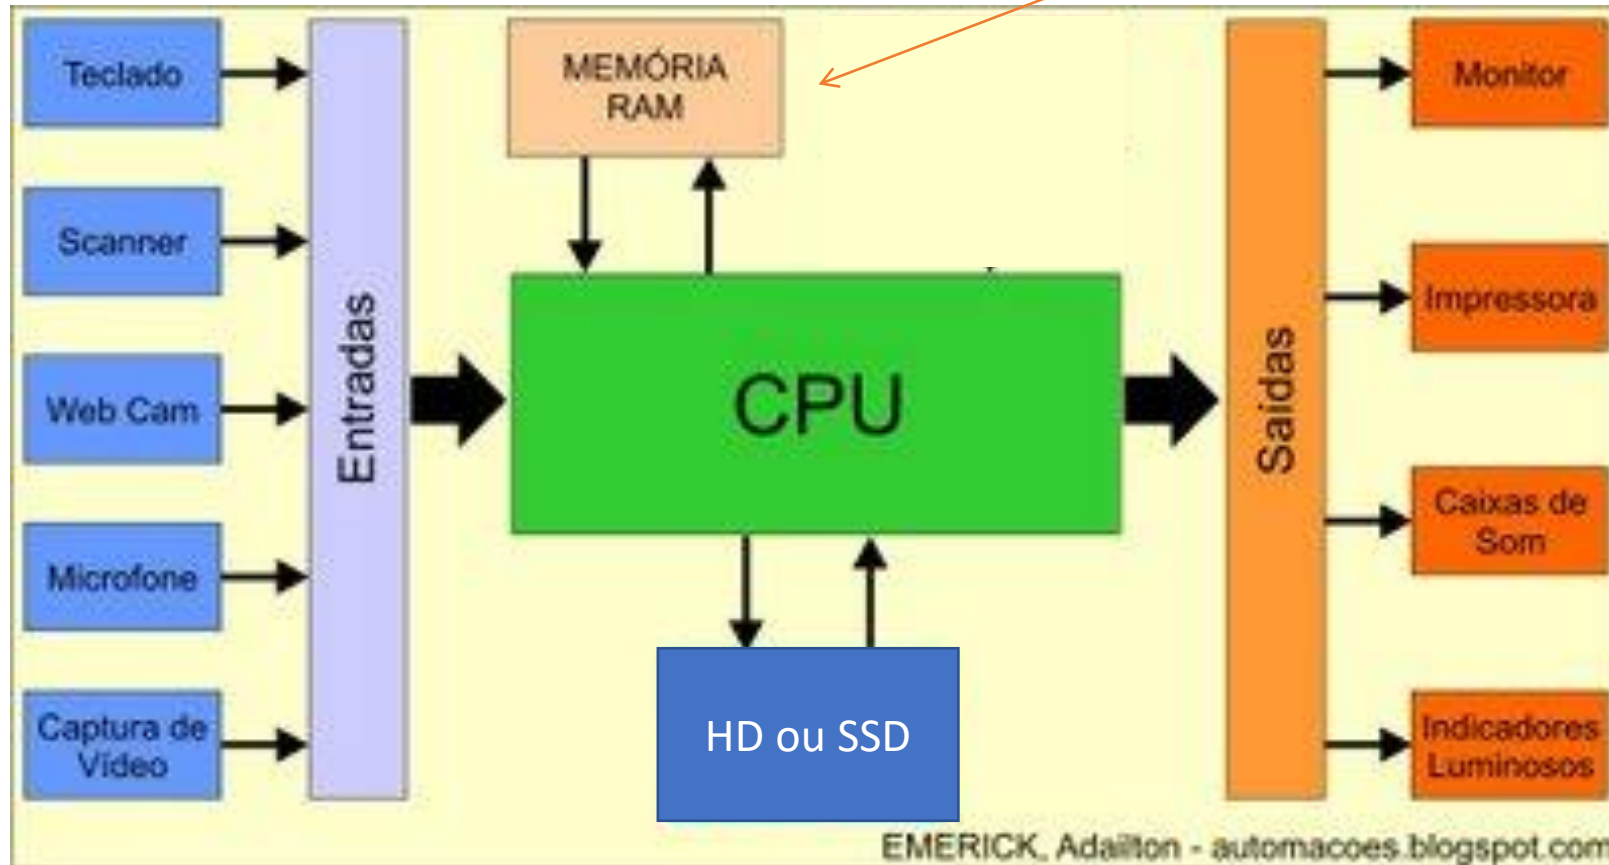 Teclado
Scanner
Web Cam
Microfone
Captura de
Vídeo
Entradas
MEMÓRIA
RAM
CPU
HD ou SSD
Saidas
Monitor
Impressora
Caixas de
Som
Indicadores
Luminosos
EMERICK, Adailton - automacoes.blogspot.com